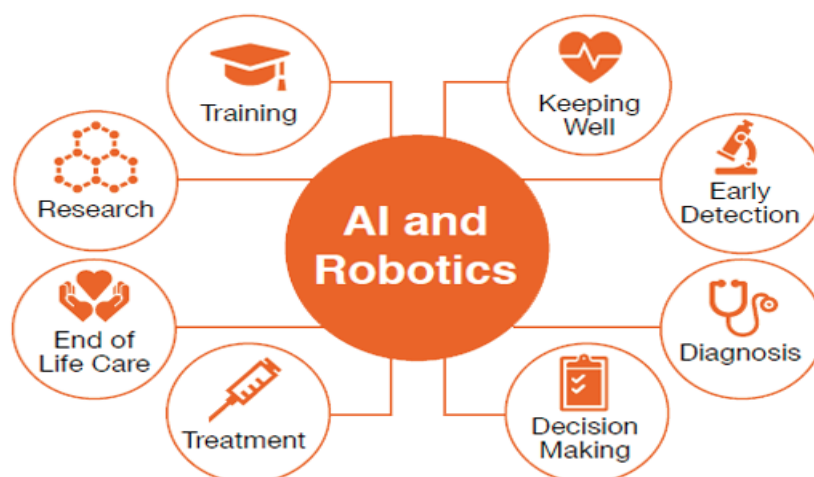 Training
Keeping
Well
Research
Early
Detection
AI and
Robotics
End of
Life Care
Diagnosis
Treatment
Decision
Making